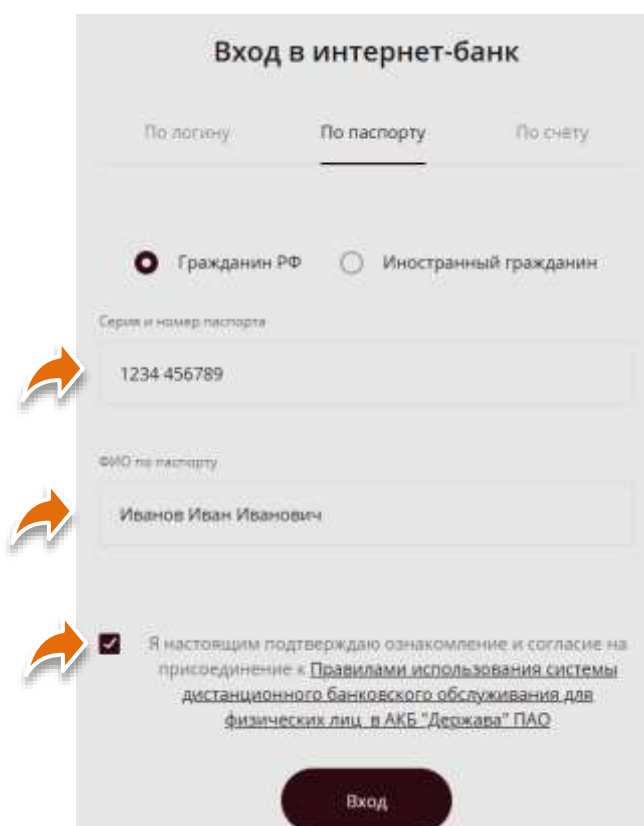 Вход в интернет-банк
По логину По паспорту По счёту
Гражданин РФ Иностранный гражданин
Серия и номер паспорта
1234 456789
ФИО по паспорту
Иванов Иван Иванович
Я настоящим подтверждаю ознакомление и согласие на
присоединение к Правилами использования системы
дистанционного банковского обслуживания для
физических лиц в АКБ "Держава" ПАО
Вход